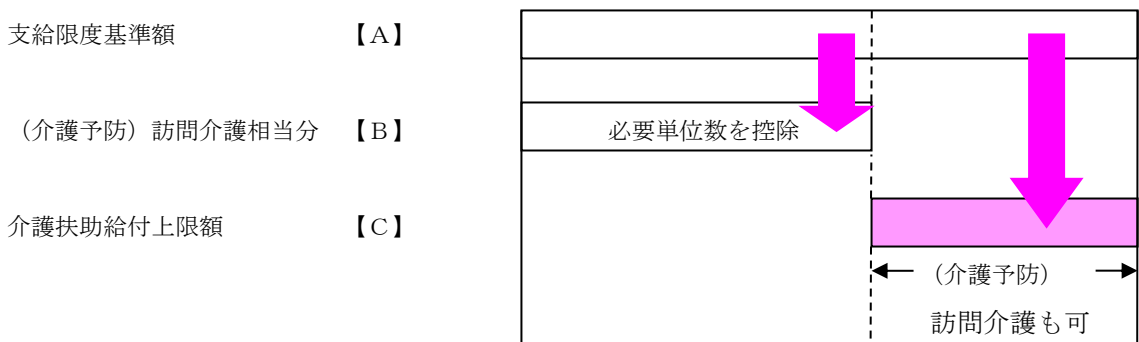 支給限度基準額 【A】
（介護予防）訪問介護相当分 【B】 必要単位数を控除
介護扶助給付上限額 【C】
（介護予防）
訪問介護も可